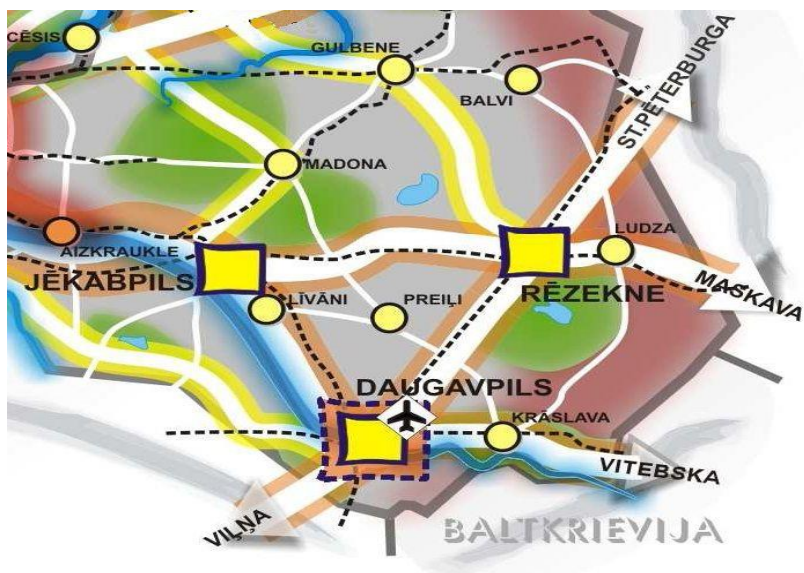 CĒSIS
GULBENE
BALVI
ST.PĒTERBURGA
MADONA
LUDZA
AIZKRAUKLE
JĒKABPILS
RĒZEKNE
MASKAVA
LĪVĀNI
PREIĻI
DAUGAVPILS
KRĀSLAVA
VITEBSKA
VIĻŅA
BALTKRIEVIJA